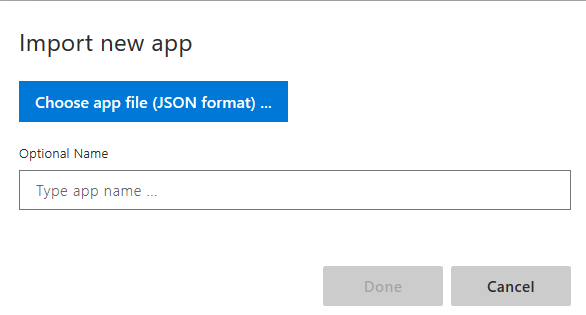 Import new app
Choose app file (JSON format) ...
Optional Name
Type app name ...
Done
Cancel